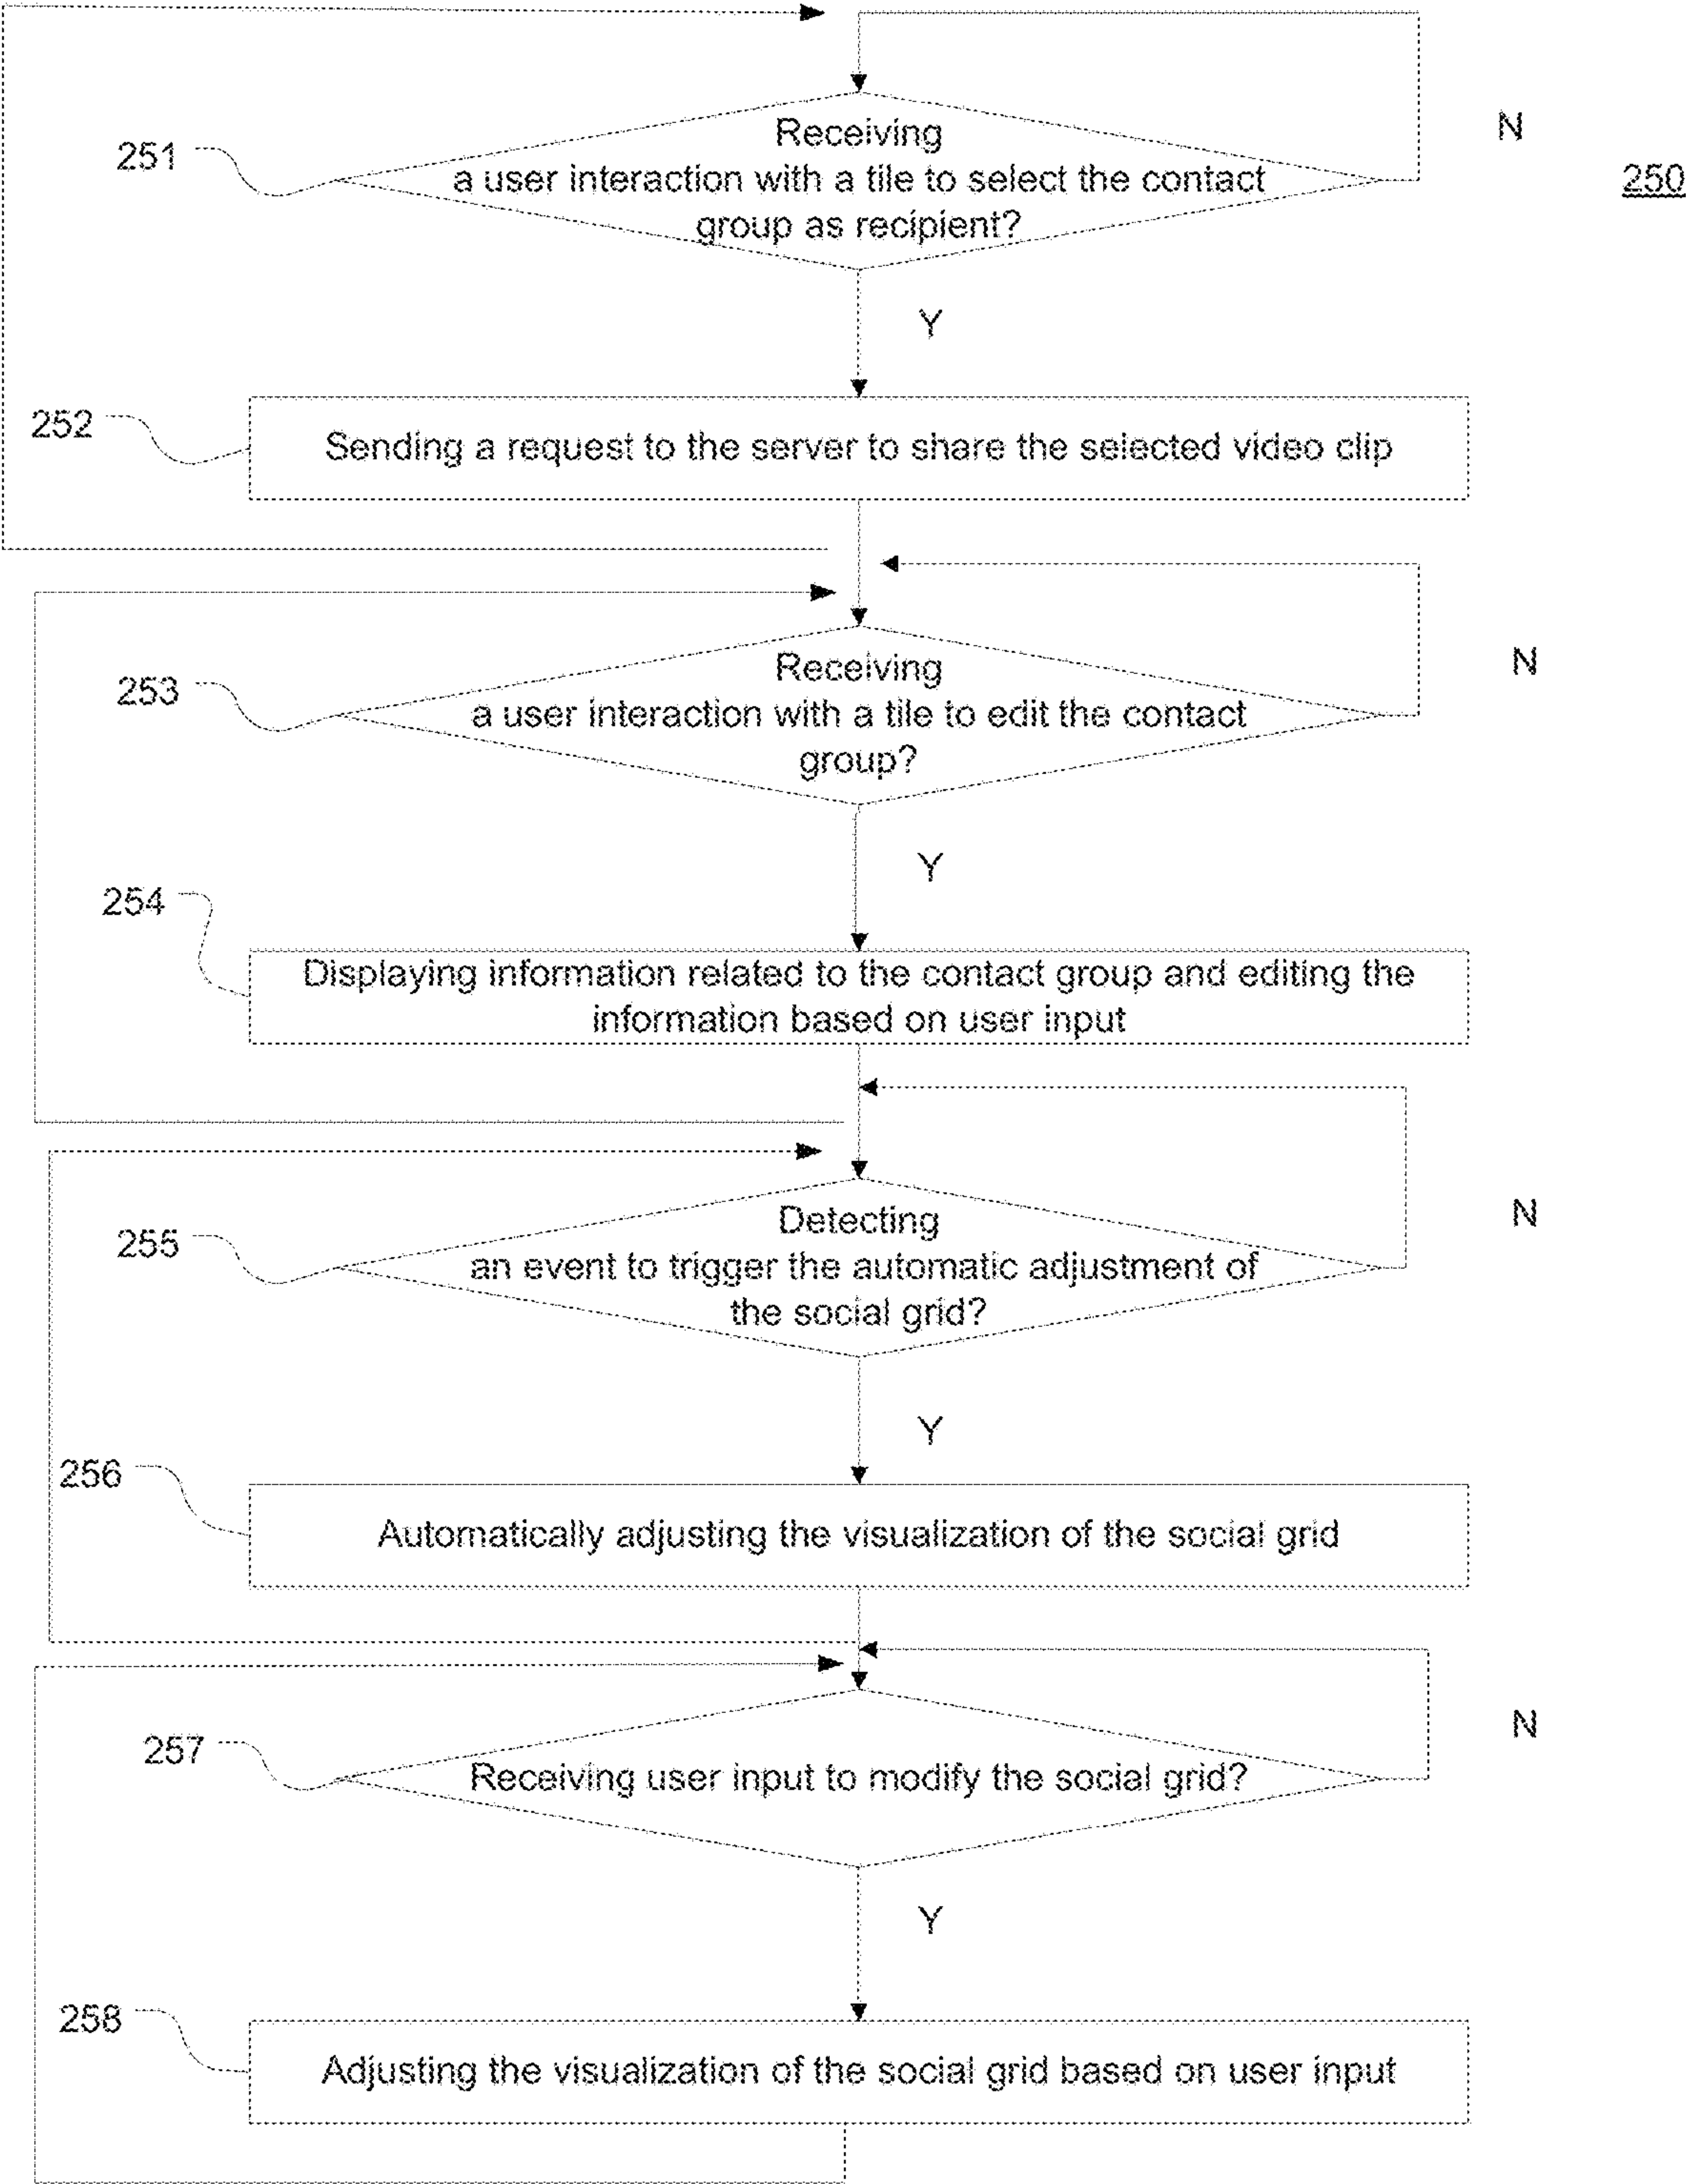 Receiving
a user interaction with a tile to select the contact
group as recipient?
N
250
251
Y
252
Sending a request to the server to share the selected video clip
Receiving
a user interaction with a tile to edit the contact
group?
N
253
Y
254
Displaying information related to the contact group and editing the
information based on user input
Detecting
an event to trigger the automatic adjustment of
the social grid?
N
255
Y
256
Automatically adjusting the visualization of the social grid
N
257
Receiving user input to modify the social grid?
Y
258
Adjusting the visualization of the social grid based on user input